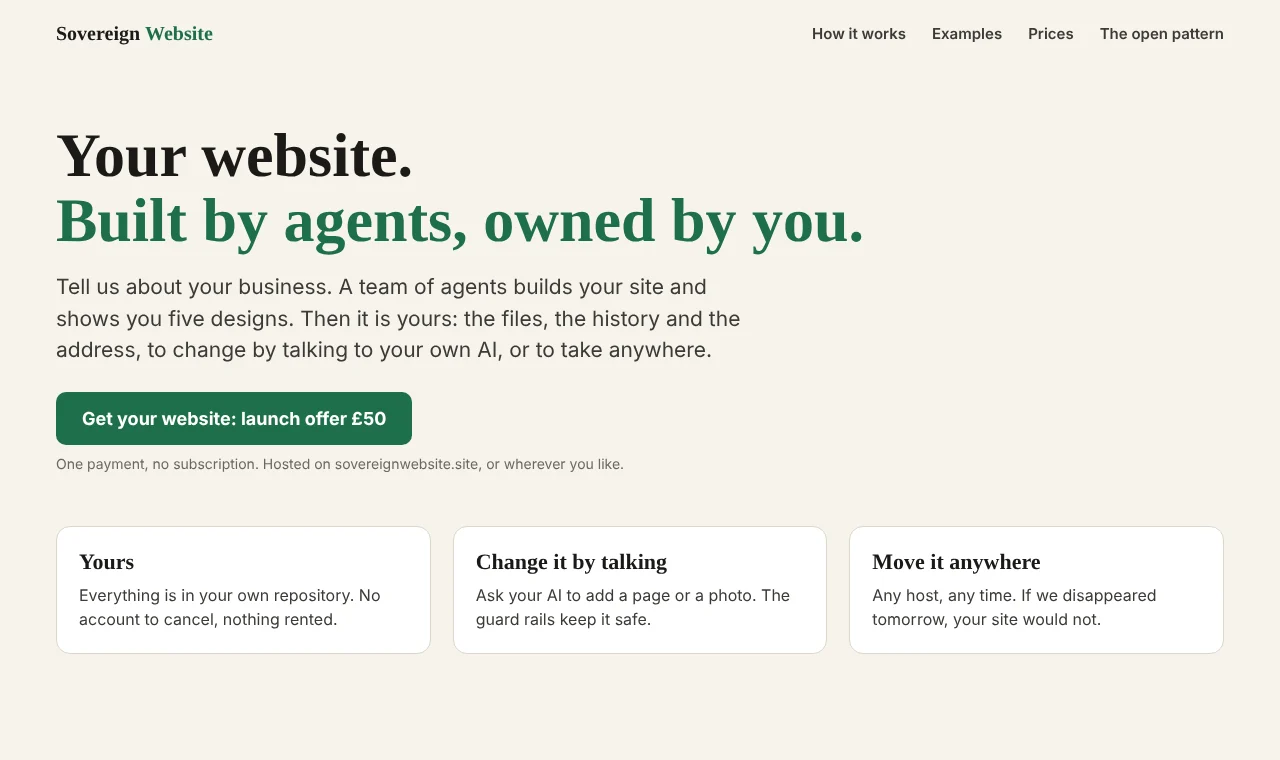 Sovereign Website
How it works
Examples
Prices
The open pattern
Your website.
Built by agents, owned by you.
Tell us about your business. A team of agents builds your site and
shows you five designs. Then it is yours: the files, the history and the
address, to change by talking to your own AI, or to take anywhere.
Get your website: launch offer £50
One payment, no subscription. Hosted on sovereignwebsite.site, or wherever you like.
Yours
Everything is in your own repository. No
account to cancel, nothing rented.
Change it by talking
Ask your AI to add a page or a photo. The
guard rails keep it safe.
Move it anywhere
Any host, any time. If we disappeared
tomorrow, your site would not.